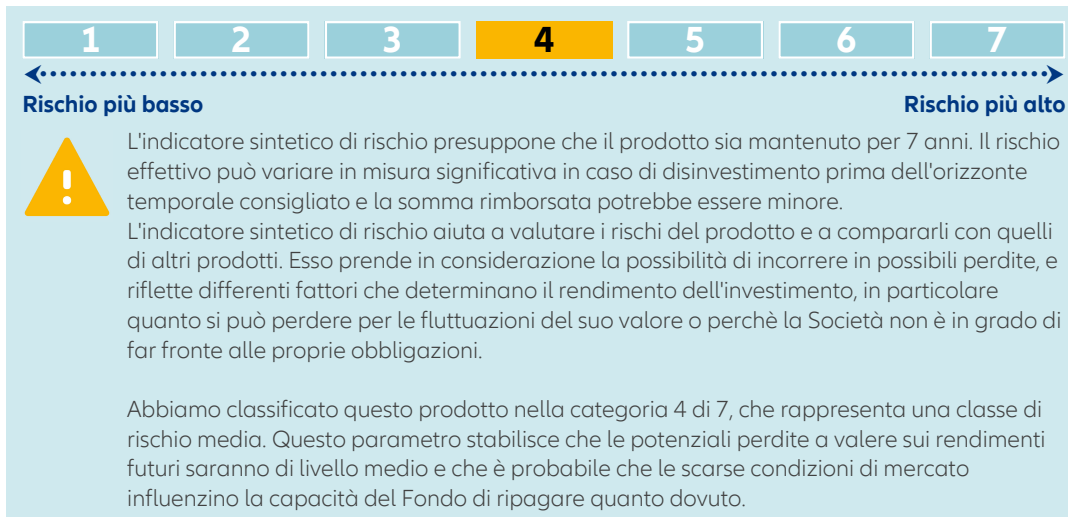 1 2 3 4 5 6 7
Rischio più basso Rischio più alto
L'indicatore sintetico di rischio presuppone che il prodotto sia mantenuto per 7 anni. Il rischio
effettivo può variare in misura significativa in caso di disinvestimento prima dell'orizzonte
temporale consigliato e la somma rimborsata potrebbe essere minore.
L'indicatore sintetico di rischio aiuta a valutare i rischi del prodotto e a compararli con quelli
di altri prodotti. Esso prende in considerazione la possibilità di incorrere in possibili perdite, e
riflette differenti fattori che determinano il rendimento dell'investimento, in particolare
quanto si può perdere per le fluttuazioni del suo valore o perchè la Società non è in grado di
far fronte alle proprie obbligazioni.
Abbiamo classificato questo prodotto nella categoria 4 di 7, che rappresenta una classe di
rischio media. Questo parametro stabilisce che le potenziali perdite a valere sui rendimenti
futuri saranno di livello medio e che è probabile che le scarse condizioni di mercato
influenzino la capacità del Fondo di ripagare quanto dovuto.